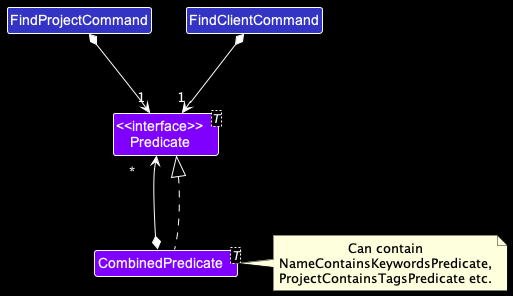 FindProjectCommand
FindClientCommand
1
1
T
<<interface>>
Predicate
*
T
CombinedPredicate
Can contain
NameContainsKeywordsPredicate,
ProjectContainsTagsPredicate etc.